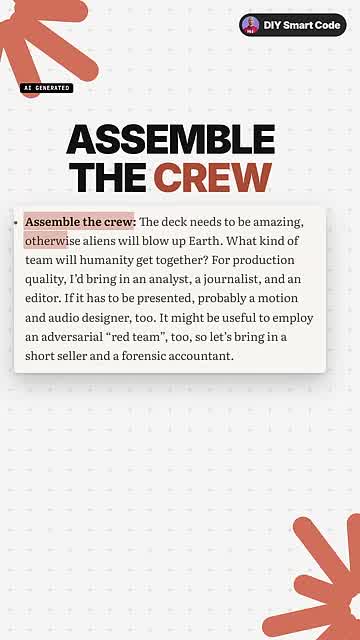 DIY Smart Code
AI GENERATED
ASSEMBLE
THE CREW
• Assemble the crew: The deck needs to be amazing,
otherwise aliens will blow up Earth. What kind of
team will humanity get together? For production
quality, I’d bring in an analyst, a journalist, and an
editor. If it has to be presented, probably a motion
and audio designer, too. It might be useful to employ
an adversarial “red team”, too, so let’s bring in a
short seller and a forensic accountant.